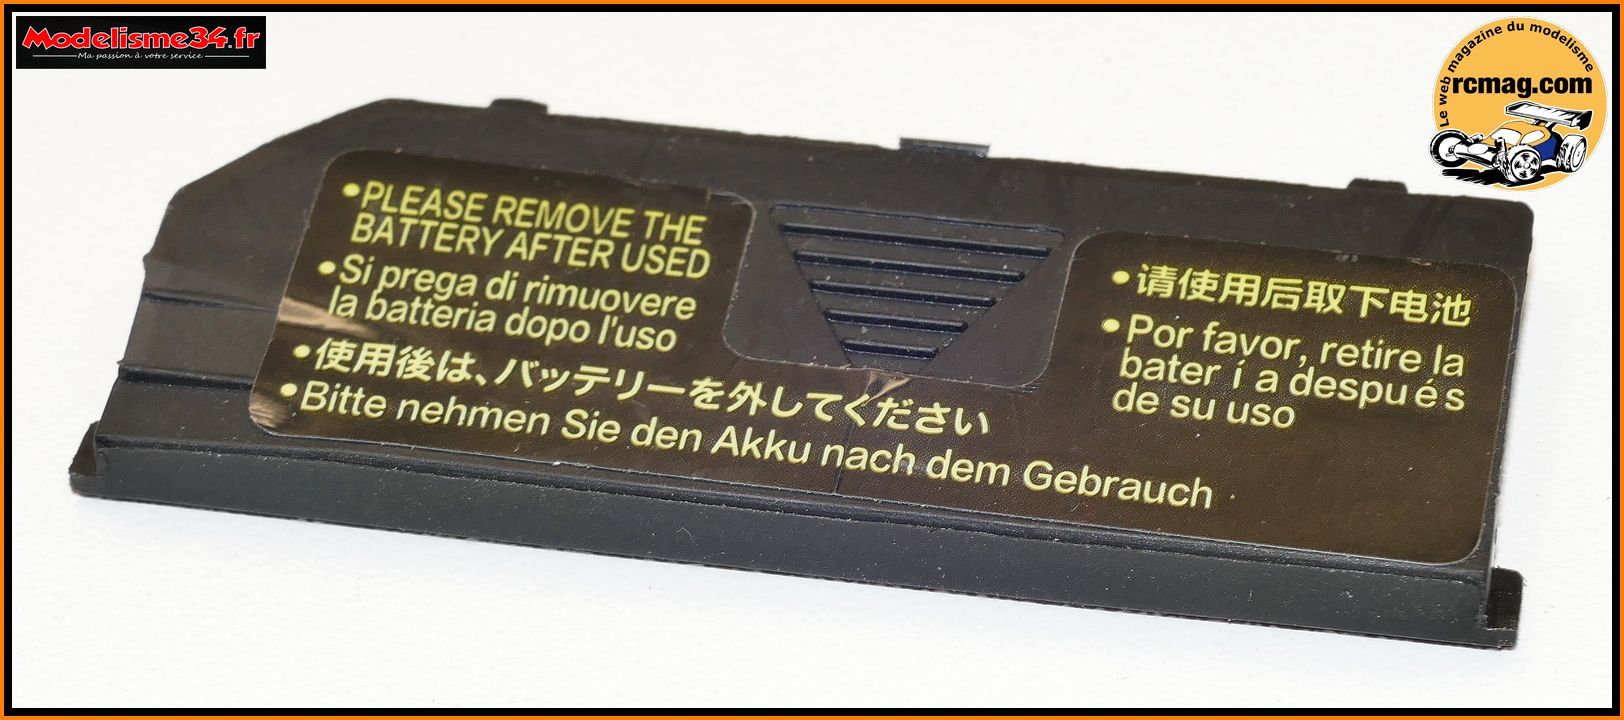 Modelisme34.fr
Ma passion à votre service
Le web magazine du modelisme
rcmag.com
•PLEASE REMOVE THE
BATTERY AFTER USED
•Si prega di rimuovere
la batteria dopo l'uso
•使用後は、バッテリーを外してください
•Bitte nehmen Sie den Akku nach dem Gebrauch
•请使用后取下电池
•Por favor, retire la
bater í a despu é s
de su uso